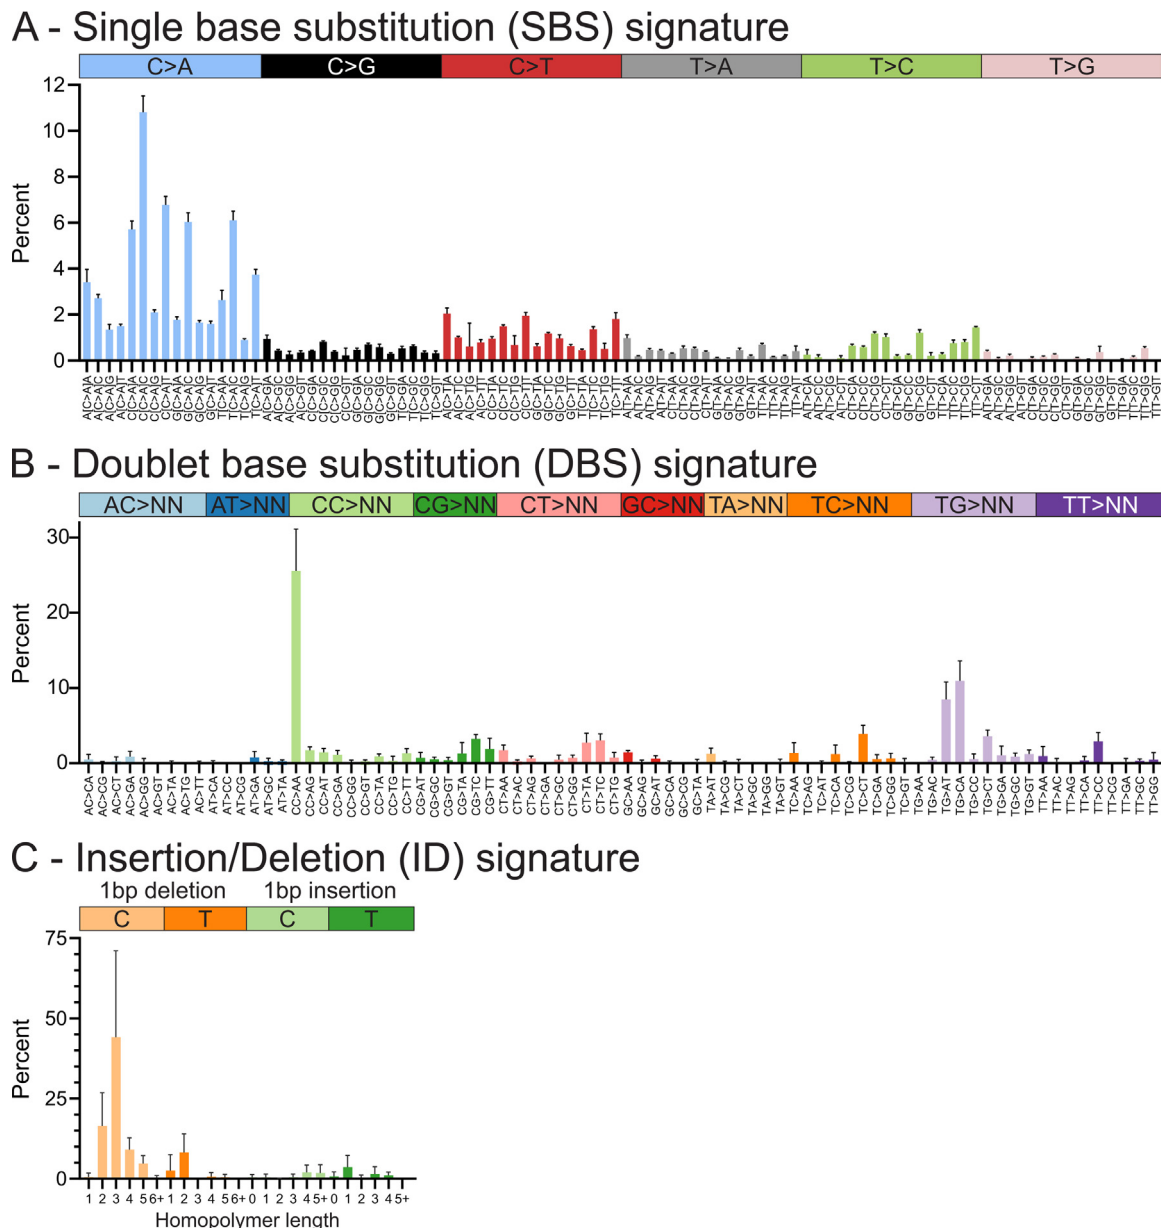 A - Single base substitution (SBS) signature
C>A C>G C>T T>A T>C T>G
12
10
8
6
4
2
0
Percent
A|C>A|A A|C>A|C A|C>A|G A|C>A|T C|C>A|A C|C>A|C C|C>A|G C|C>A|T G|C>A|A G|C>A|C G|C>A|G G|C>A|T T|C>A|A T|C>A|C T|C>A|G T|C>A|T A|C>G|A A|C>G|C A|C>G|G A|C>G|T C|C>G|A C|C>G|C C|C>G|G C|C>G|T G|C>G|A G|C>G|C G|C>G|G G|C>G|T T|C>G|A T|C>G|C T|C>G|G T|C>G|T A|C>T|A A|C>T|C A|C>T|G A|C>T|T C|C>T|A C|C>T|C C|C>T|G C|C>T|T G|C>T|A G|C>T|C G|C>T|G G|C>T|T T|C>T|A T|C>T|C T|C>T|G T|C>T|T A|T>A|A A|T>A|C A|T>A|G A|T>A|T C|T>A|A C|T>A|C C|T>A|G C|T>A|T G|T>A|A G|T>A|C G|T>A|G G|T>A|T T|T>A|A T|T>A|C T|T>A|G T|T>A|T A|T>C|A A|T>C|C A|T>C|G A|T>C|T C|T>C|A C|T>C|C C|T>C|G C|T>C|T G|T>C|A G|T>C|C G|T>C|G G|T>C|T T|T>C|A T|T>C|C T|T>C|G T|T>C|T A|T>G|A A|T>G|C A|T>G|G A|T>G|T C|T>G|A C|T>G|C C|T>G|G C|T>G|T G|T>G|A G|T>G|C G|T>G|G G|T>G|T T|T>G|A T|T>G|C T|T>G|G T|T>G|T
B - Doublet base substitution (DBS) signature
AC>NN AT>NN CC>NN CG>NN CT>NN GC>NN TA>NN TC>NN TG>NN TT>NN
30
20
10
0
Percent
AC>CA AC>CG AC>CT AC>GA AC>GG AC>GT AC>TA AC>TG AC>TT AT>CA AT>CC AT>CG AT>GA AT>GC AT>TA CC>AA CC>AG CC>AT CC>GA CC>GG CC>GT CC>TA CC>TG CC>TT CG>AT CG>GC CG>GT CG>TA CG>TC CG>TT CT>AA CT>AC CT>AG CT>GA CT>GC CT>GG CT>TA CT>TC CT>TG GC>AA GC>AG GC>AT GC>CA GC>CG GC>TA TA>AT TA>CG TA>CT TA>GC TA>GG TA>GT TC>AA TC>AG TC>AT TC>CA TC>CG TC>CT TC>GA TC>GG TC>GT TG>AA TG>AC TG>AT TG>CA TG>CC TG>CT TG>GA TG>GC TG>GT TT>AA TT>AC TT>AG TT>CA TT>CC TT>CG TT>GA TT>GC TT>GG
C - Insertion/Deletion (ID) signature
1bp deletion 1bp insertion
C T C T
75
50
25
0
Percent
1 2 3 4 5 6+ 1 2 3 4 5 6+ 0 1 2 3 4 5+ 0 1 2 3 4 5+
Homopolymer length